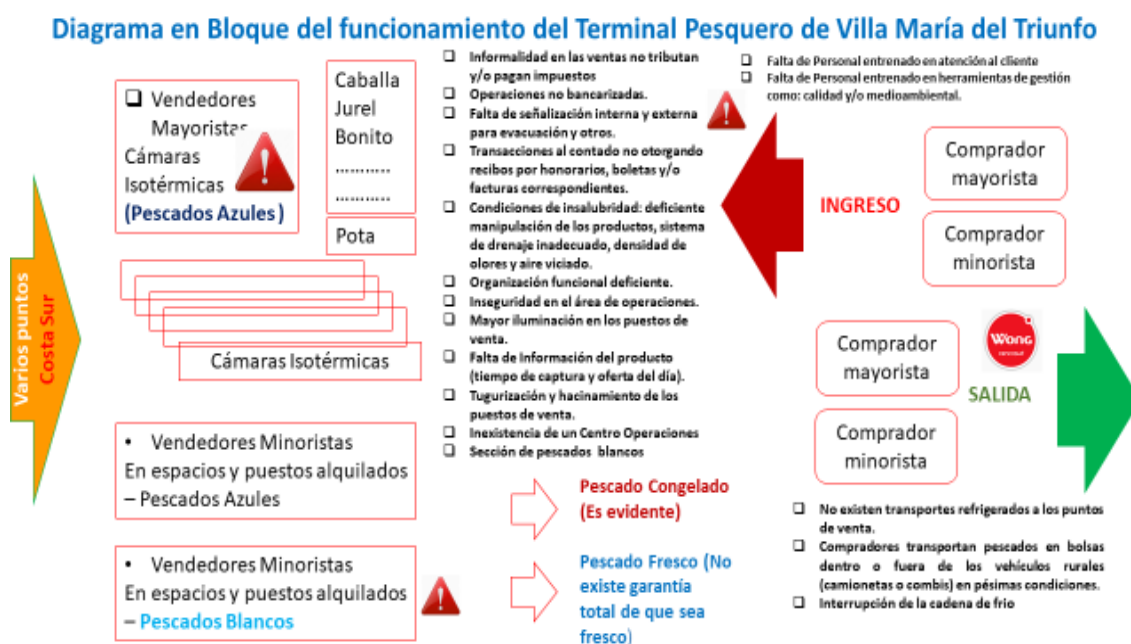 Diagrama en Bloque del funcionamiento del Terminal Pesquero de Villa María del Triunfo
Varios puntos
Costa Sur
❑ Vendedores
Mayoristas
Cámaras
Isotérmicas
(Pescados Azules )
Caballa
Jurel
Bonito
...........
...........
Pota
Cámaras Isotérmicas
• Vendedores Minoristas
En espacios y puestos alquilados
– Pescados Azules
• Vendedores Minoristas
En espacios y puestos alquilados
– Pescados Blancos
❑ Informalidad en las ventas no tributan
y/o pagan impuestos
❑ Operaciones no bancarizadas.
❑ Falta de señalización interna y externa
para evacuación y otros.
❑ Transacciones al contado no otorgando
recibos por honorarios, boletas y/o
facturas correspondientes.
❑ Condiciones de insalubridad: deficiente
manipulación de los productos, sistema
de drenaje inadecuado, densidad de
olores y aire viciado.
❑ Organización funcional deficiente.
❑ Inseguridad en el área de operaciones.
❑ Mayor iluminación en los puestos de
venta.
❑ Falta de Información del producto
(tiempo de captura y oferta del día).
❑ Tugurización y hacinamiento de los
puestos de venta.
❑ Inexistencia de un Centro Operaciones
❑ Sección de pescados blancos
Pescado Congelado
(Es evidente)
Pescado Fresco (No
existe garantía
total de que sea
fresco)
❑ Falta de Personal entrenado en atención al cliente
❑ Falta de Personal entrenado en herramientas de gestión
como: calidad y/o medioambiental.
INGRESO
Comprador
mayorista
Comprador
minorista
Comprador
mayorista
Wong
SALIDA
Comprador
minorista
❑ No existen transportes refrigerados a los puntos
de venta.
❑ Compradores transportan pescados en bolsas
dentro o fuera de los vehículos rurales
(camionetas o combis) en pésimas condiciones.
❑ Interrupción de la cadena de frio